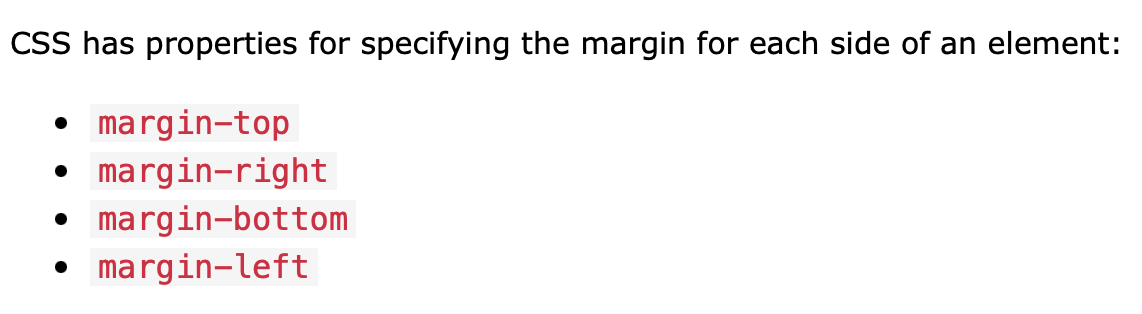 CSS has properties for specifying the margin for each side of an element:
• margin-top
• margin-right
• margin-bottom
• margin-left